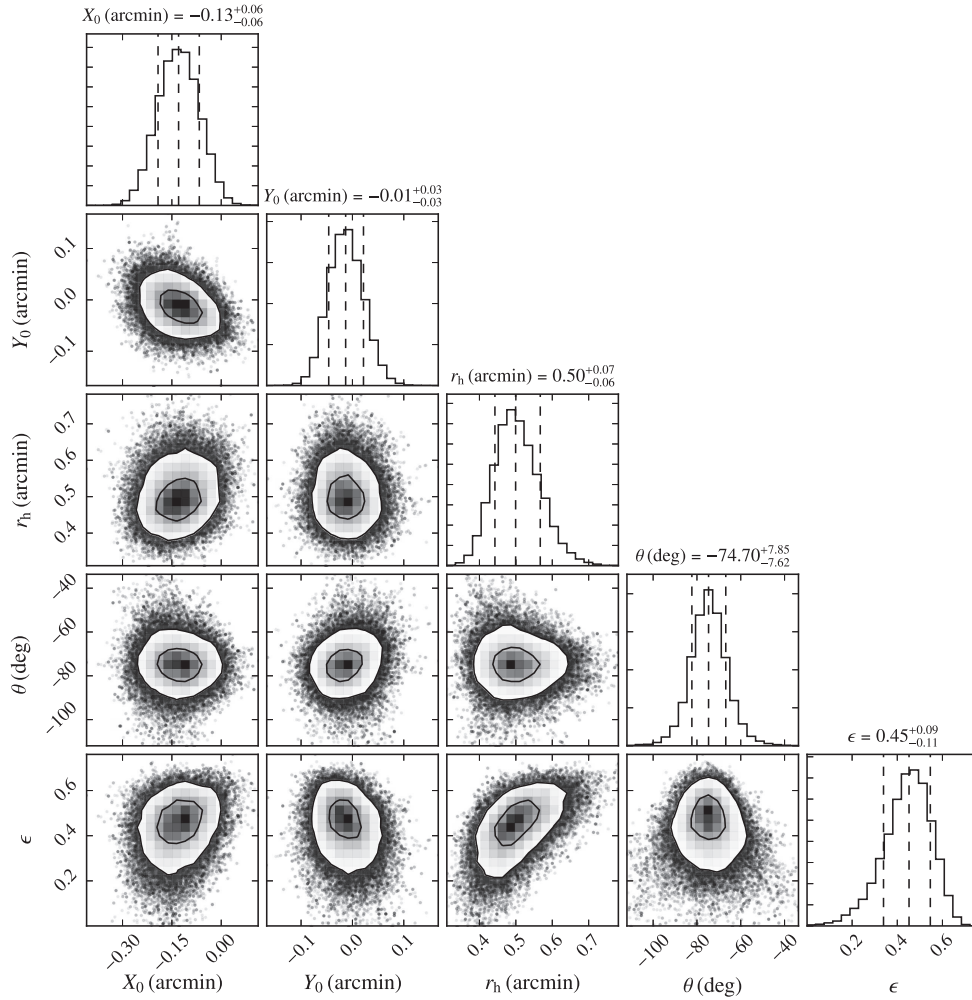 X₀ (arcmin) = −0.13 +0.06 −0.06
Y₀ (arcmin) = −0.01 +0.03 −0.03
0.1
0.0
−0.1
Y₀ (arcmin)
r_h (arcmin) = 0.50 +0.07 −0.06
0.7
0.6
0.5
0.4
r_h (arcmin)
θ (deg) = −74.70 +7.85 −7.62
−40
−60
−80
−100
θ (deg)
ϵ = 0.45 +0.09 −0.11
0.6
0.4
0.2
ϵ
−0.30 −0.15 0.00 −0.1 0.0 0.1 0.4 0.5 0.6 0.7 −100 −80 −60 −40 0.2 0.4 0.6
X₀ (arcmin) Y₀ (arcmin) r_h (arcmin) θ (deg) ϵ